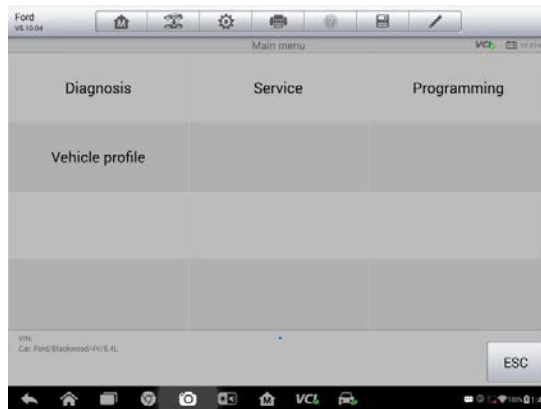 Ford
V8.10.04
Main menu
VCI
Diagnosis
Service
Programming
Vehicle profile
VIN:
Car: Ford/Blackwood/4V/5.4L
ESC
VCI
100%